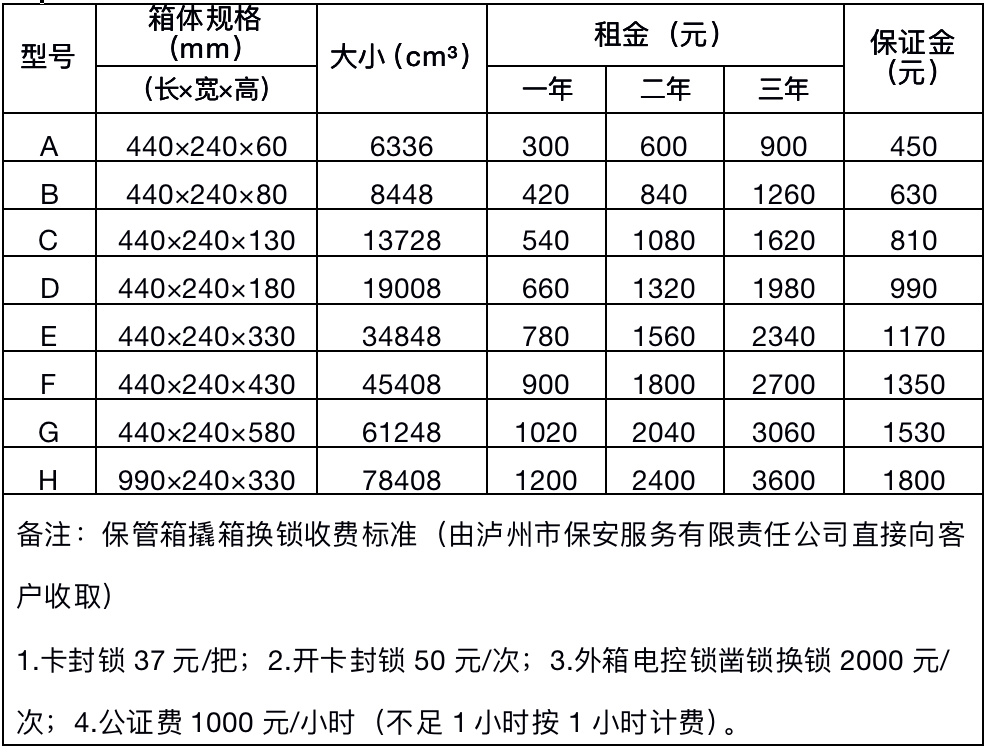 型号 箱体规格(mm) 大小(cm³) 租金（元） 保证金(元)
(长×宽×高) 一年 二年 三年
A 440×240×60 6336 300 600 900 450
B 440×240×80 8448 420 840 1260 630
C 440×240×130 13728 540 1080 1620 810
D 440×240×180 19008 660 1320 1980 990
E 440×240×330 34848 780 1560 2340 1170
F 440×240×430 45408 900 1800 2700 1350
G 440×240×580 61248 1020 2040 3060 1530
H 990×240×330 78408 1200 2400 3600 1800
备注：保管箱撬箱换锁收费标准（由泸州市保安服务有限责任公司直接向客
户收取）
1.卡封锁 37 元/把；2.开卡封锁 50 元/次；3.外箱电控锁凿锁换锁 2000 元/
次；4.公证费 1000 元/小时（不足 1 小时按 1 小时计费）。